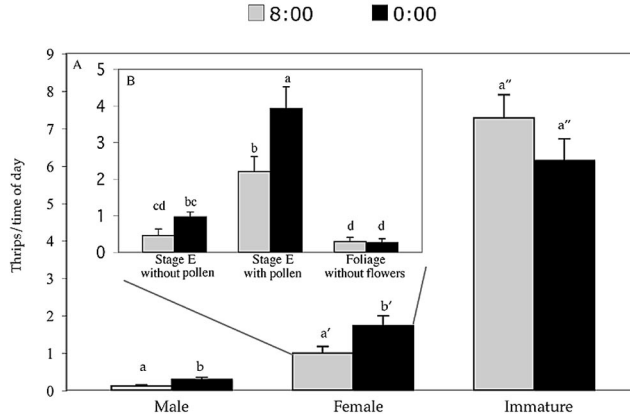 8:00 0:00
9
8
7
6
5
4
3
2
1
0
Thrips/time of day
A
B
5
4
3
2
1
0
cd bc b a d d
Stage E Stage E Foliage
without pollen with pollen without flowers
a b a′ b′ a″ a″
Male Female Immature